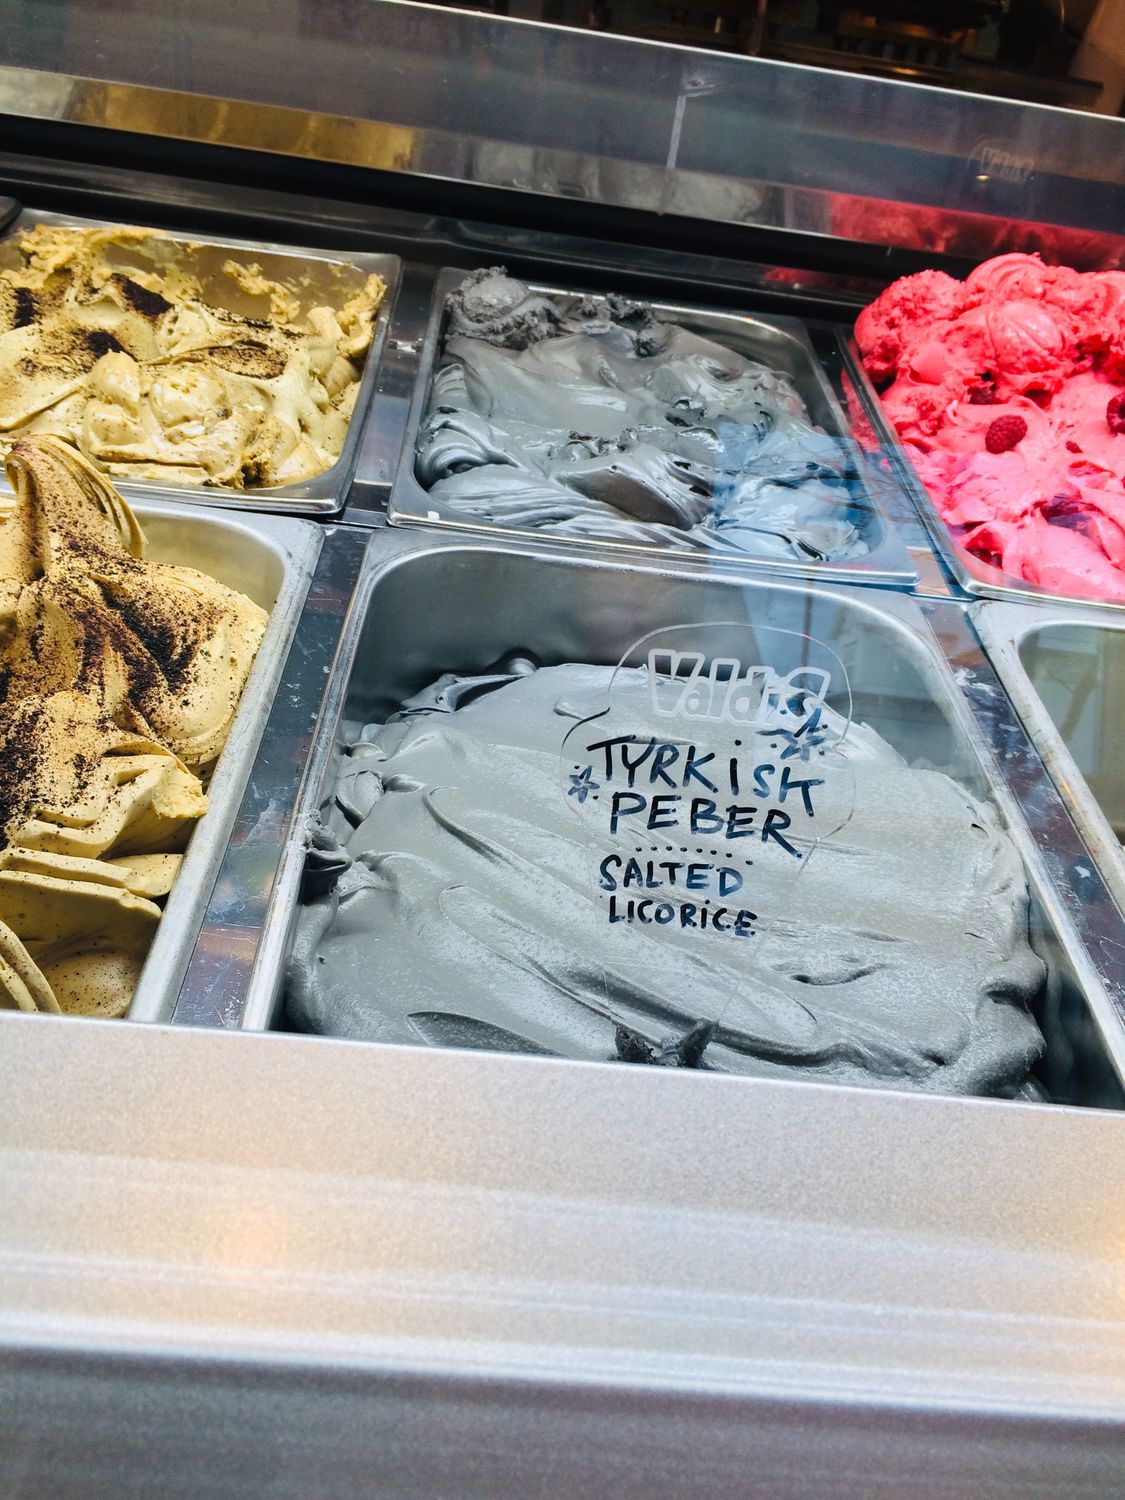 Valdis
TYRKISK
PEBER
SALTED
LICORICE